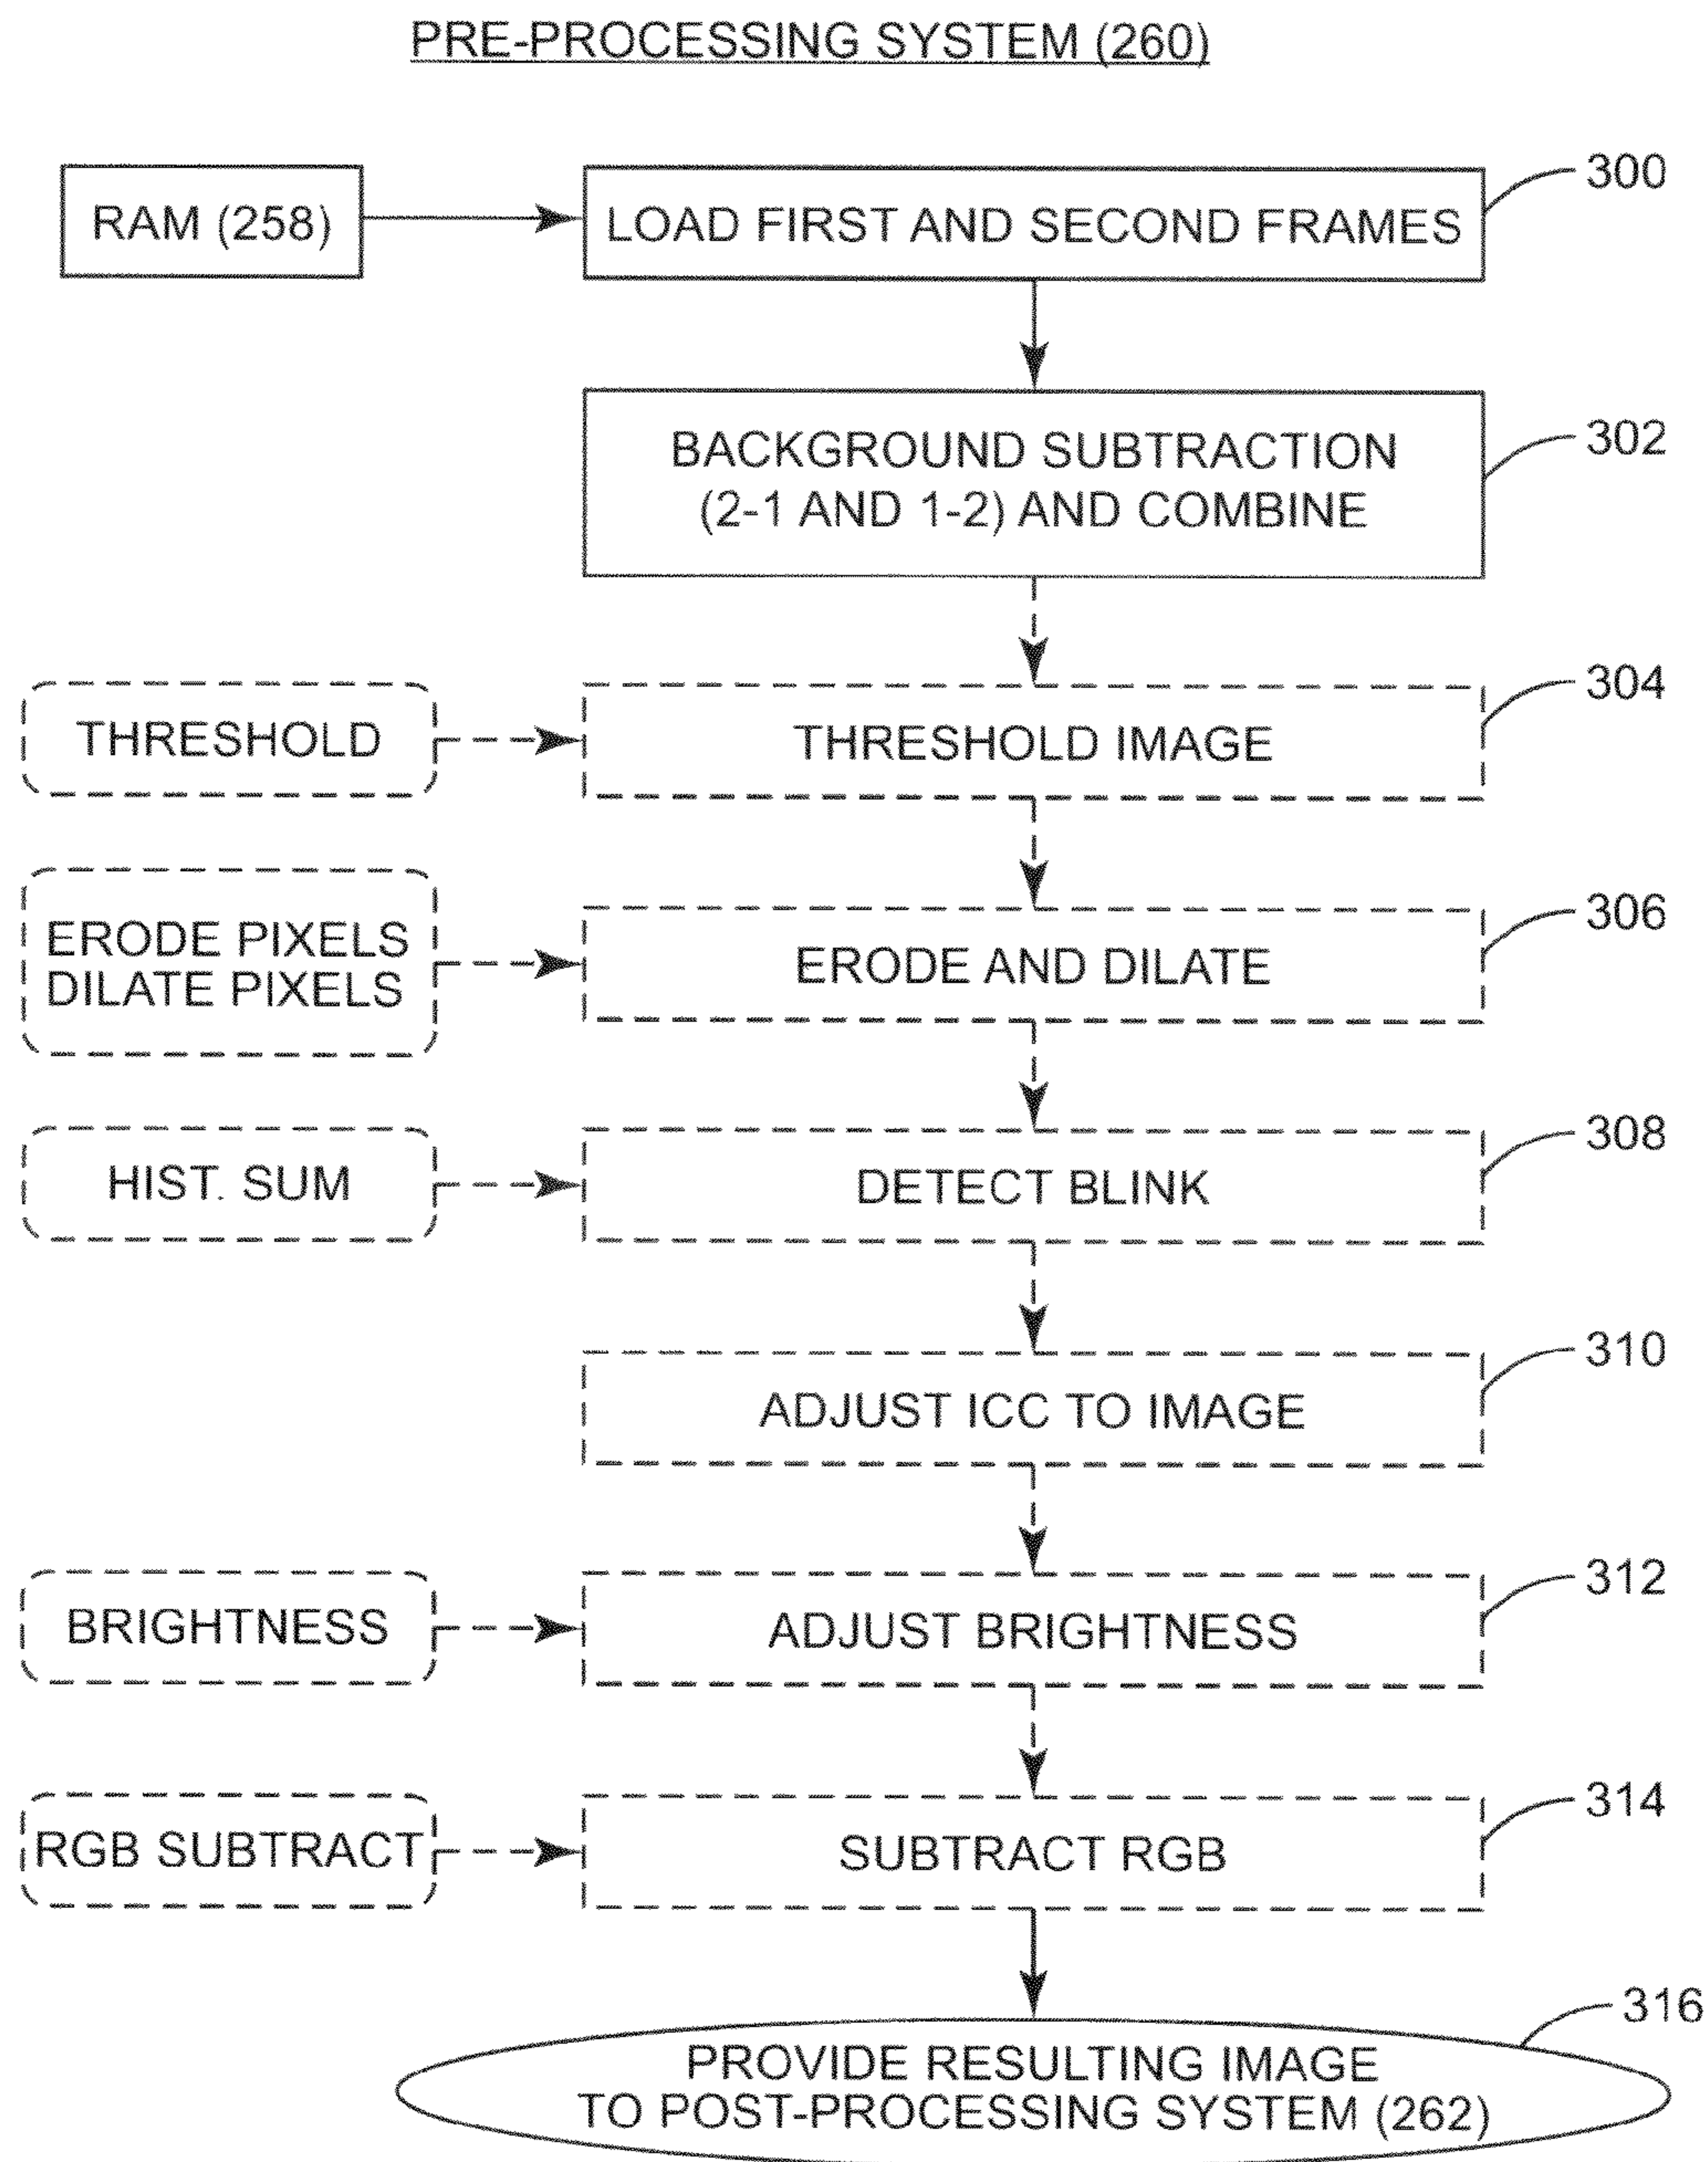 PRE-PROCESSING SYSTEM (260)
RAM (258)
LOAD FIRST AND SECOND FRAMES
300
BACKGROUND SUBTRACTION
(2-1 AND 1-2) AND COMBINE
302
THRESHOLD
THRESHOLD IMAGE
304
ERODE PIXELS
DILATE PIXELS
ERODE AND DILATE
306
HIST. SUM
DETECT BLINK
308
ADJUST ICC TO IMAGE
310
BRIGHTNESS
ADJUST BRIGHTNESS
312
RGB SUBTRACT
SUBTRACT RGB
314
PROVIDE RESULTING IMAGE
TO POST-PROCESSING SYSTEM (262)
316